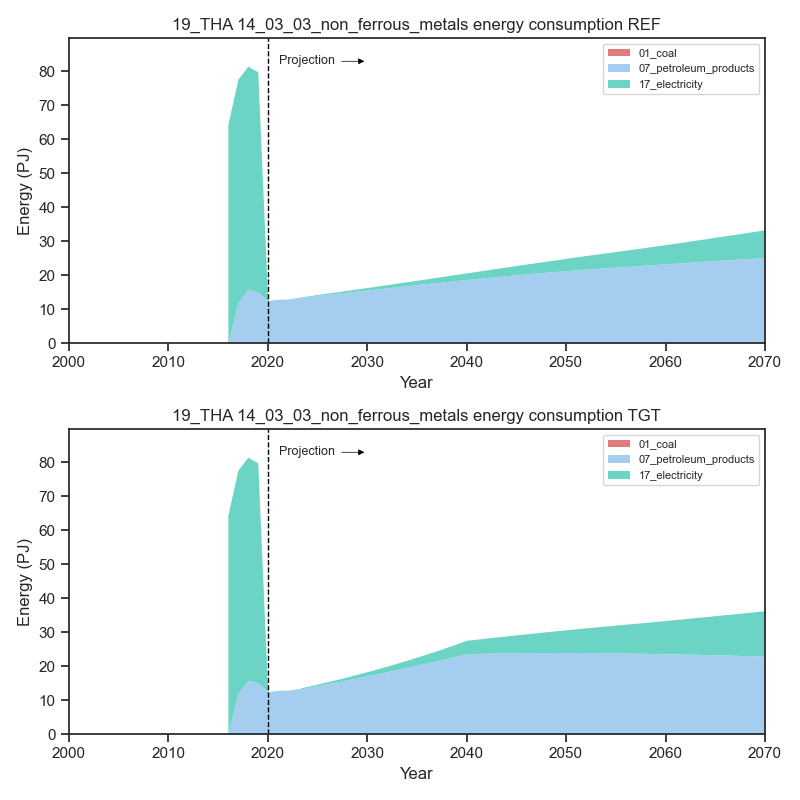 19_THA 14_03_03_non_ferrous_metals energy consumption REF
Projection
01_coal
07_petroleum_products
17_electricity
Energy (PJ)
80
70
60
50
40
30
20
10
0
2000 2010 2020 2030 2040 2050 2060 2070
Year
19_THA 14_03_03_non_ferrous_metals energy consumption TGT
Projection
01_coal
07_petroleum_products
17_electricity
Energy (PJ)
80
70
60
50
40
30
20
10
0
2000 2010 2020 2030 2040 2050 2060 2070
Year